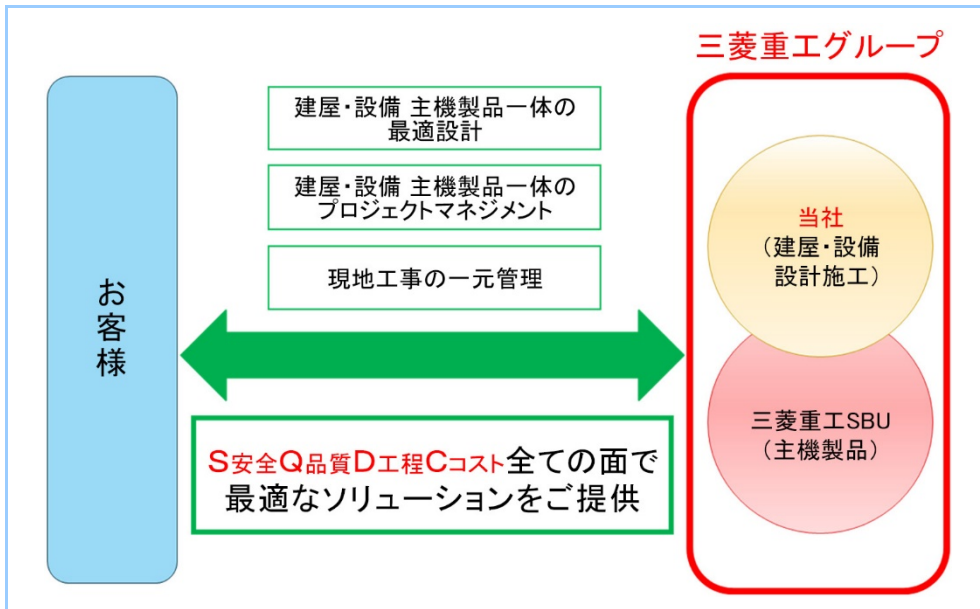 三菱重工グループ
お客様
建屋・設備 主機製品一体の
最適設計
建屋・設備 主機製品一体の
プロジェクトマネジメント
現地工事の一元管理
S安全Q品質D工程Cコスト全ての面で
最適なソリューションをご提供
当社
(建屋・設備
設計施工)
三菱重工SBU
(主機製品)